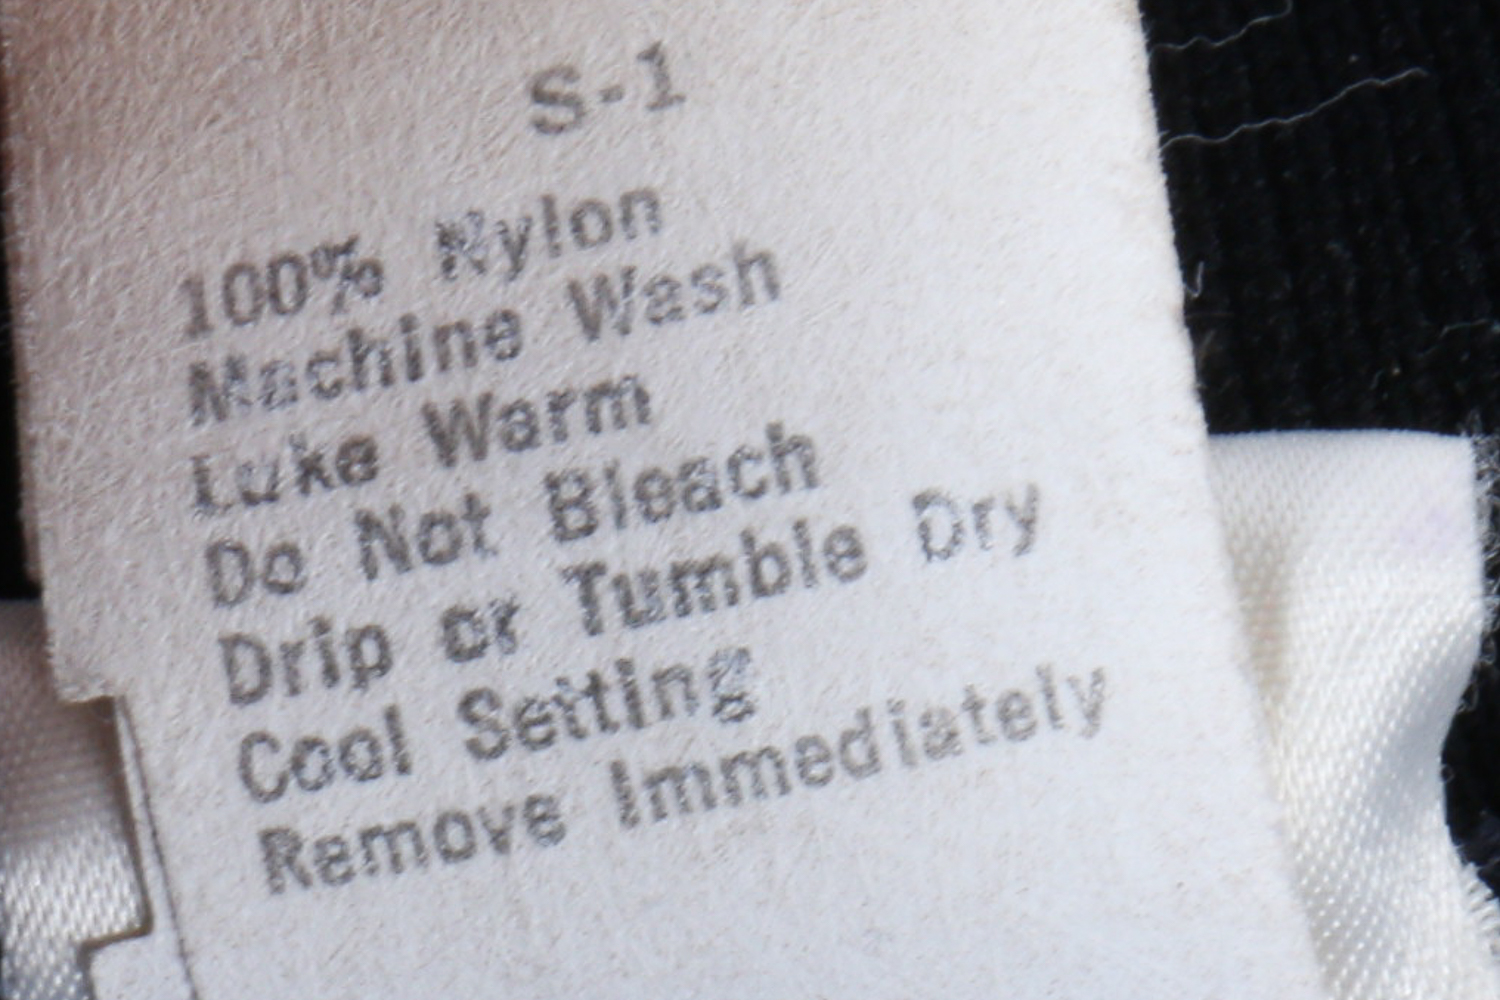 S-1
100% Nylon
Machine Wash
Luke Warm
Do Not Bleach
Drip or Tumble Dry
Cool Setting
Remove Immediately